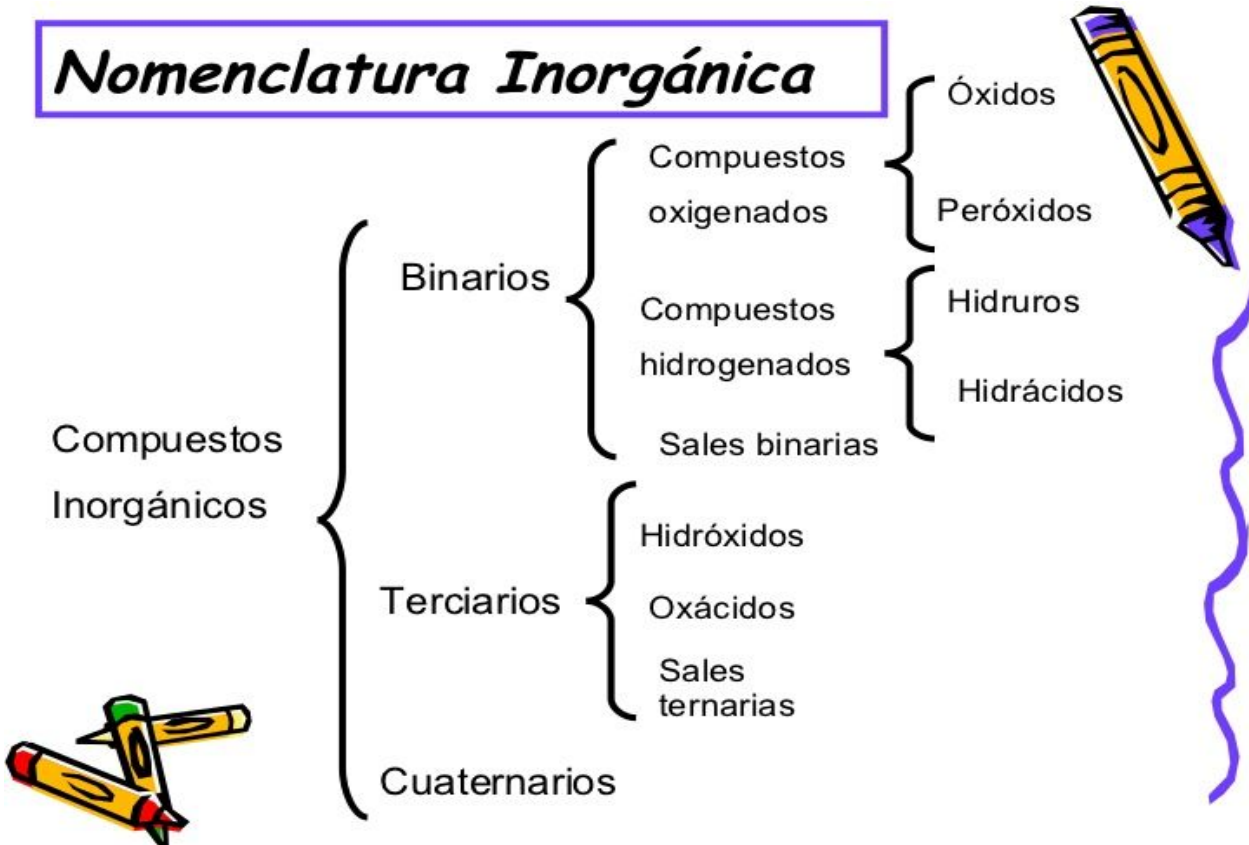 Nomenclatura Inorgánica
Óxidos
Compuestos
oxigenados
Peróxidos
Binarios
Compuestos
hidrogenados
Hidruros
Hidrácidos
Sales binarias
Compuestos
Inorgánicos
Hidróxidos
Terciarios
Oxácidos
Sales
ternarias
Cuaternarios